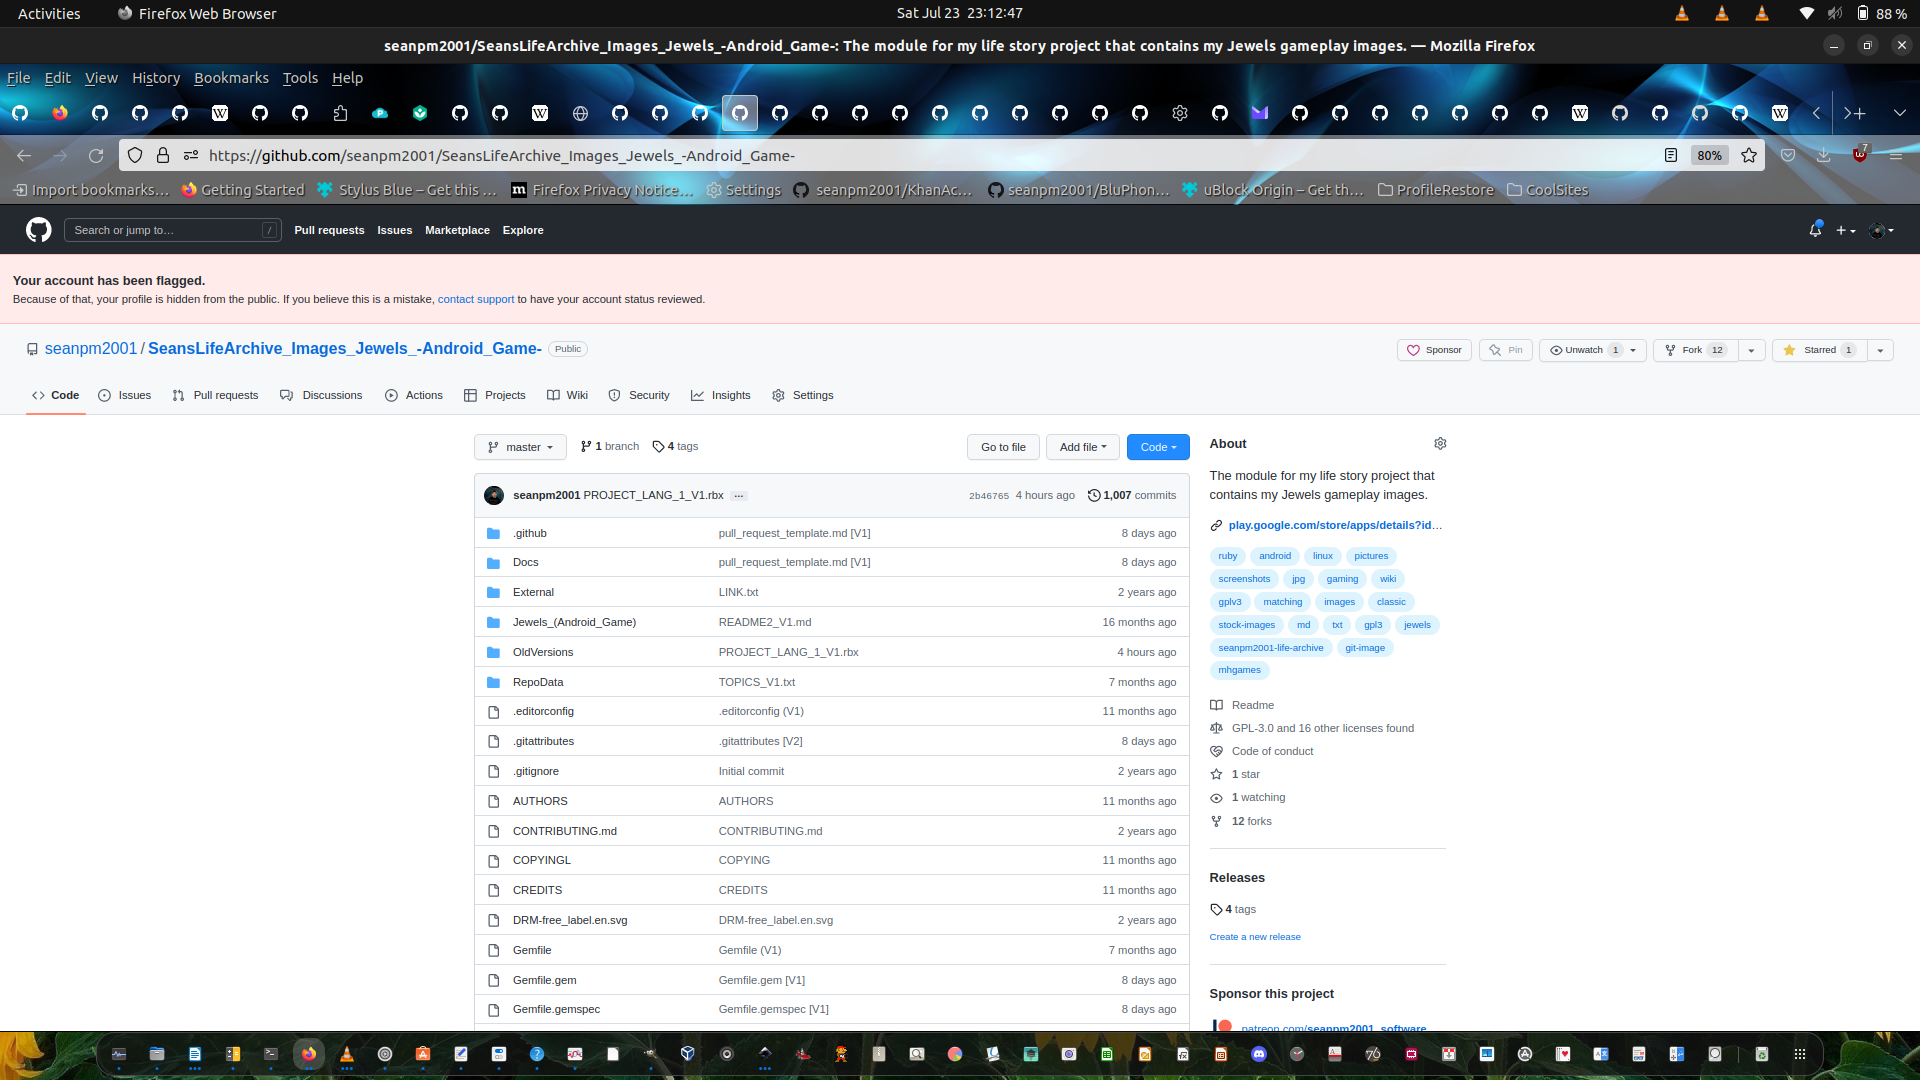 Activities
Firefox Web Browser
Sat Jul 23 23:12:47
88 %
seanpm2001/SeansLifeArchive_Images_Jewels_-Android_Game-: The module for my life story project that contains my Jewels gameplay images. — Mozilla Firefox
File Edit View History Bookmarks Tools Help
https://github.com/seanpm2001/SeansLifeArchive_Images_Jewels_-Android_Game-
80%
7
Import bookmarks… Getting Started Stylus Blue – Get this … Firefox Privacy Notice… Settings seanpm2001/KhanAc… seanpm2001/BluPhon… uBlock Origin – Get th… ProfileRestore CoolSites
Search or jump to… /
Pull requests Issues Marketplace Explore
Your account has been flagged.
Because of that, your profile is hidden from the public. If you believe this is a mistake, contact support to have your account status reviewed.
seanpm2001 / SeansLifeArchive_Images_Jewels_-Android_Game- Public
Sponsor Pin Unwatch 1 Fork 12 Starred 1
Code Issues Pull requests Discussions Actions Projects Wiki Security Insights Settings
master 1 branch 4 tags
Go to file Add file Code
seanpm2001 PROJECT_LANG_1_V1.rbx … 2b46765 4 hours ago 1,007 commits
.github pull_request_template.md [V1] 8 days ago
Docs pull_request_template.md [V1] 8 days ago
External LINK.txt 2 years ago
Jewels_(Android_Game) README2_V1.md 16 months ago
OldVersions PROJECT_LANG_1_V1.rbx 4 hours ago
RepoData TOPICS_V1.txt 7 months ago
.editorconfig .editorconfig (V1) 11 months ago
.gitattributes .gitattributes [V2] 8 days ago
.gitignore Initial commit 2 years ago
AUTHORS AUTHORS 11 months ago
CONTRIBUTING.md CONTRIBUTING.md 2 years ago
COPYINGL COPYING 11 months ago
CREDITS CREDITS 11 months ago
DRM-free_label.en.svg DRM-free_label.en.svg 2 years ago
Gemfile Gemfile (V1) 7 months ago
Gemfile.gem Gemfile.gem [V1] 8 days ago
Gemfile.gemspec Gemfile.gemspec [V1] 8 days ago
About
The module for my life story project that
contains my Jewels gameplay images.
play.google.com/store/apps/details?id…
ruby android linux pictures
screenshots jpg gaming wiki
gplv3 matching images classic
stock-images md txt gpl3 jewels
seanpm2001-life-archive git-image
mhgames
Readme
GPL-3.0 and 16 other licenses found
Code of conduct
1 star
1 watching
12 forks
Releases
4 tags
Create a new release
Sponsor this project
patreon.com/seanpm2001_software